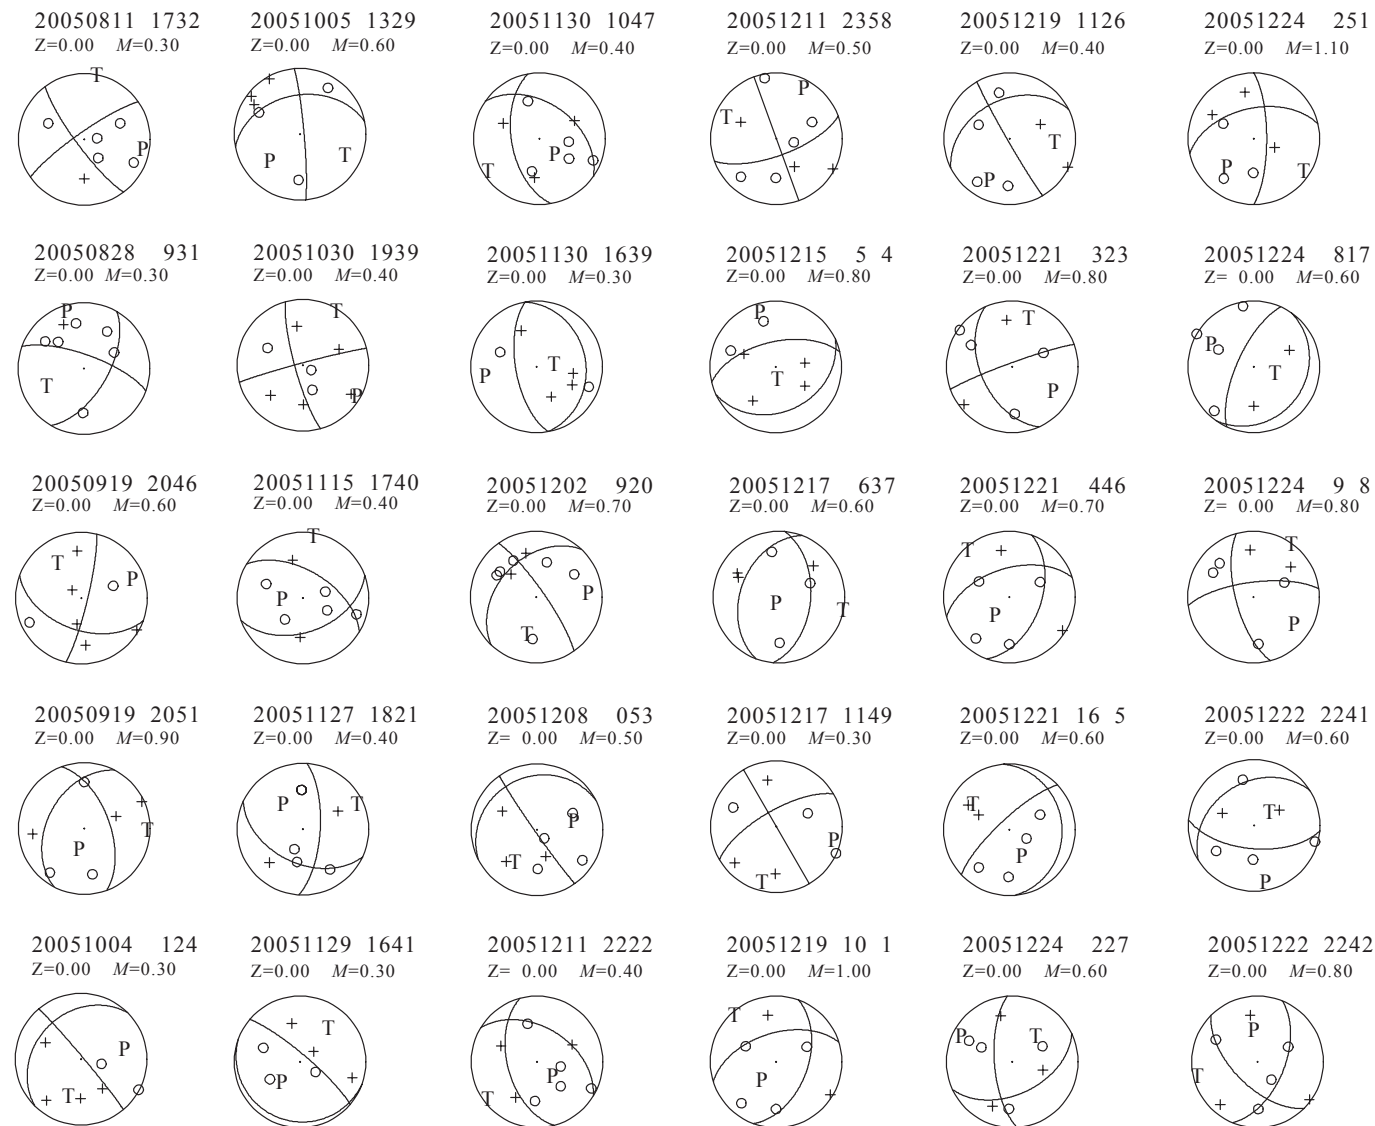 20050811 1732 20051005 1329 20051130 1047 20051211 2358 20051219 1126 20051224 251
Z=0.00 M=0.30 Z=0.00 M=0.60 Z=0.00 M=0.40 Z=0.00 M=0.50 Z=0.00 M=0.40 Z=0.00 M=1.10
T P P T T P T P T P P T
20050828 931 20051030 1939 20051130 1639 20051215 5 4 20051221 323 20051224 817
Z=0.00 M=0.30 Z=0.00 M=0.40 Z=0.00 M=0.30 Z=0.00 M=0.80 Z=0.00 M=0.80 Z= 0.00 M=0.60
P T T P P T P T T P P T
20050919 2046 20051115 1740 20051202 920 20051217 637 20051221 446 20051224 9 8
Z=0.00 M=0.60 Z=0.00 M=0.40 Z=0.00 M=0.70 Z=0.00 M=0.60 Z=0.00 M=0.70 Z= 0.00 M=0.80
T P T P P T P T T P T P
20050919 2051 20051127 1821 20051208 053 20051217 1149 20051221 16 5 20051222 2241
Z=0.00 M=0.90 Z=0.00 M=0.40 Z= 0.00 M=0.50 Z=0.00 M=0.30 Z=0.00 M=0.60 Z=0.00 M=0.60
T P P T P T P T T P T P
20051004 124 20051129 1641 20051211 2222 20051219 10 1 20051224 227 20051222 2242
Z=0.00 M=0.30 Z=0.00 M=0.30 Z= 0.00 M=0.40 Z=0.00 M=1.00 Z=0.00 M=0.60 Z=0.00 M=0.80
P T T P P T T P P T P T